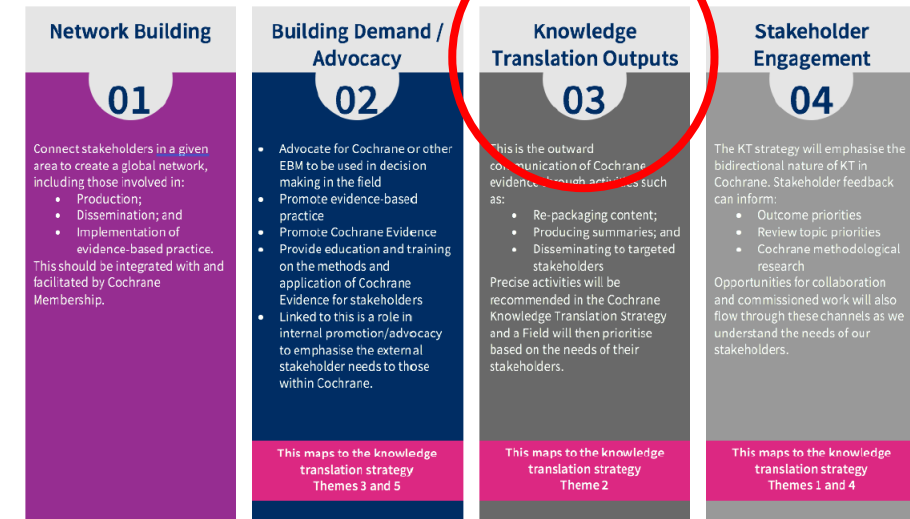 Network Building
01
Connect stakeholders in a given
area to create a global network,
including those involved in:
• Production;
• Dissemination; and
• Implementation of
evidence-based practice.
This should be integrated with and
facilitated by Cochrane
Membership.
Building Demand /
Advocacy
02
• Advocate for Cochrane or other
EBM to be used in decision
making in the field
• Promote evidence-based
practice
• Promote Cochrane Evidence
• Provide education and training
on the methods and
application of Cochrane
Evidence for stakeholders
• Linked to this is a role in
internal promotion/advocacy
to emphasise the external
stakeholder needs to those
within Cochrane.
This maps to the knowledge
translation strategy
Themes 3 and 5
Knowledge
Translation Outputs
03
This is the outward
communication of Cochrane
evidence through activities such
as:
• Re-packaging content;
• Producing summaries; and
• Disseminating to targeted
stakeholders
Precise activities will be
recommended in the Cochrane
Knowledge Translation Strategy
and a Field will then prioritise
based on the needs of their
stakeholders.
This maps to the knowledge
translation strategy
Theme 2
Stakeholder
Engagement
04
The KT strategy will emphasise the
bidirectional nature of KT in
Cochrane. Stakeholder feedback
can inform:
• Outcome priorities
• Review topic priorities
• Cochrane methodological
research
Opportunities for collaboration
and commissioned work will also
flow through these channels as we
understand the needs of our
stakeholders.
This maps to the knowledge
translation strategy
Themes 1 and 4